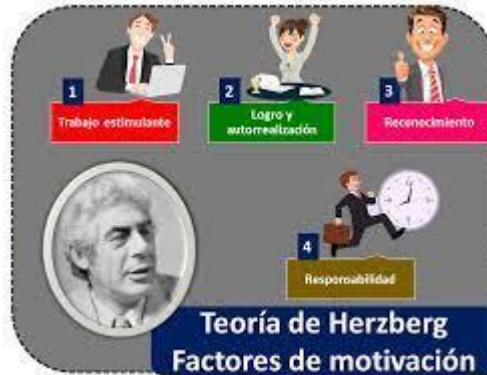 1
Trabajo estimulante
2
Logro y
autorrealización
3
Reconocimiento
4
Responsabilidad
Teoría de Herzberg
Factores de motivación